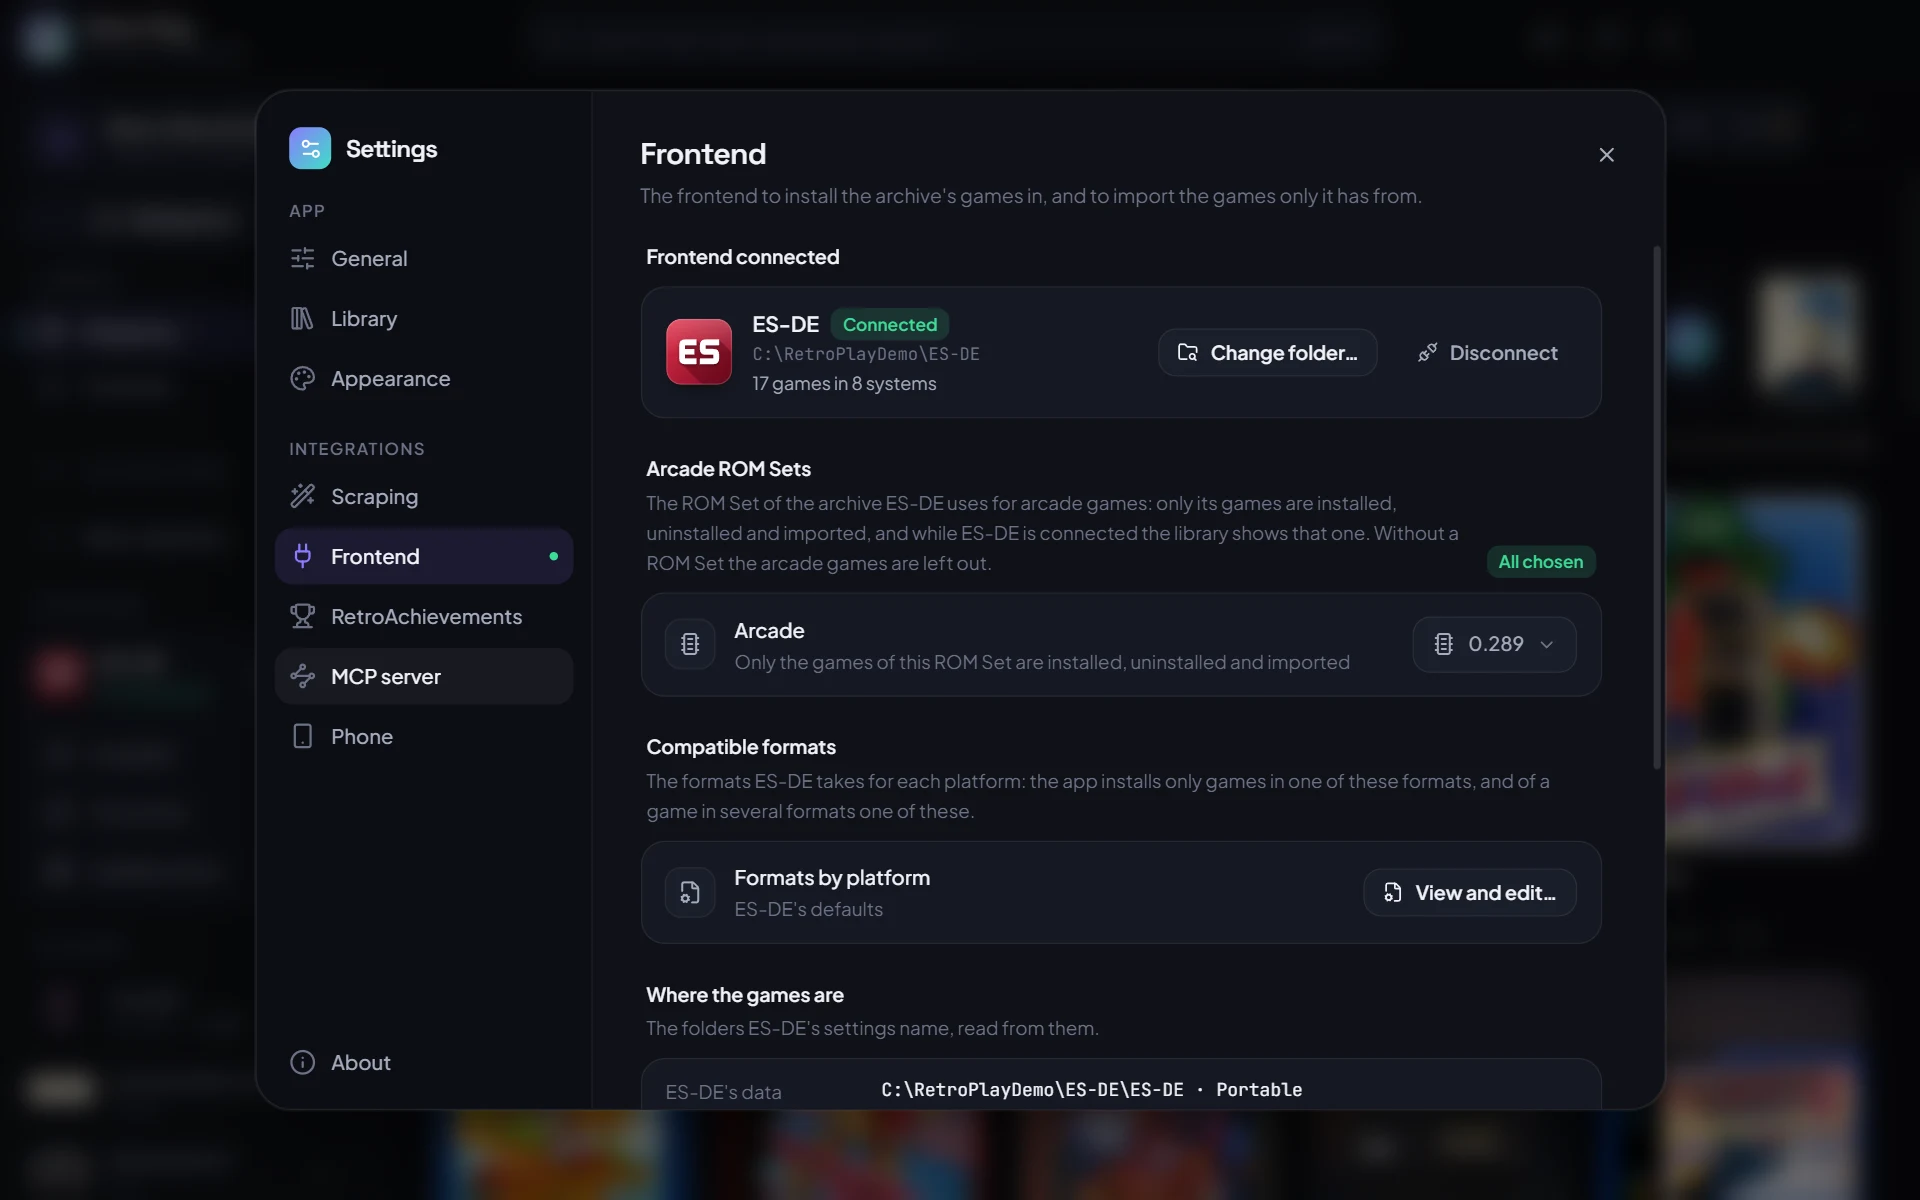 Settings
APP
General
Library
Appearance
INTEGRATIONS
Scraping
Frontend
RetroAchievements
MCP server
Phone
About
Frontend
The frontend to install the archive's games in, and to import the games only it has from.
Frontend connected
ES
ES-DE Connected
C:\RetroPlayDemo\ES-DE
17 games in 8 systems
Change folder...
Disconnect
Arcade ROM Sets
The ROM Set of the archive ES-DE uses for arcade games: only its games are installed,
uninstalled and imported, and while ES-DE is connected the library shows that one. Without a
ROM Set the arcade games are left out.
All chosen
Arcade
Only the games of this ROM Set are installed, uninstalled and imported
0.289
Compatible formats
The formats ES-DE takes for each platform: the app installs only games in one of these formats, and of a
game in several formats one of these.
Formats by platform
ES-DE's defaults
View and edit...
Where the games are
The folders ES-DE's settings name, read from them.
ES-DE's data
C:\RetroPlayDemo\ES-DE\ES-DE · Portable